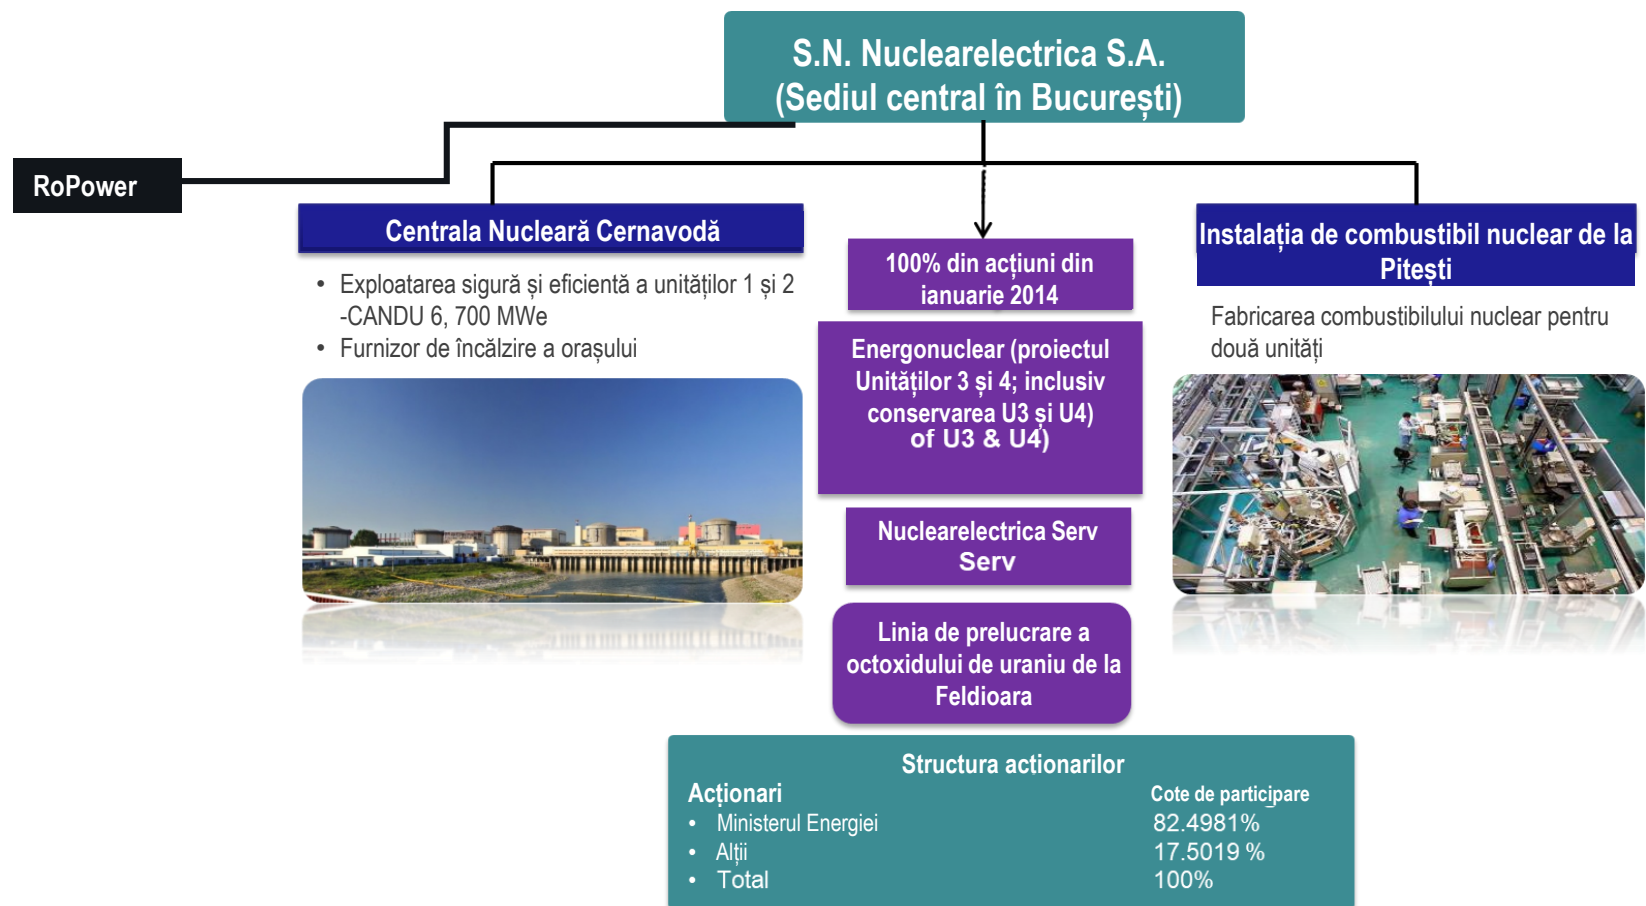 S.N. Nuclearelectrica S.A.
(Sediul central în București)
RoPower
Centrala Nucleară Cernavodă
• Exploatarea sigură și eficientă a unităților 1 și 2
-CANDU 6, 700 MWe
• Furnizor de încălzire a orașului
100% din acțiuni din
ianuarie 2014
Energonuclear (proiectul
Unităților 3 și 4; inclusiv
conservarea U3 și U4)
of U3 & U4)
Nuclearelectrica Serv
Serv
Linia de prelucrare a
octoxidului de uraniu de la
Feldioara
Instalația de combustibil nuclear de la
Pitești
Fabricarea combustibilului nuclear pentru
două unități
Structura actionarilor
Acționari Cote de participare
• Ministerul Energiei 82.4981%
• Alții 17.5019 %
• Total 100%